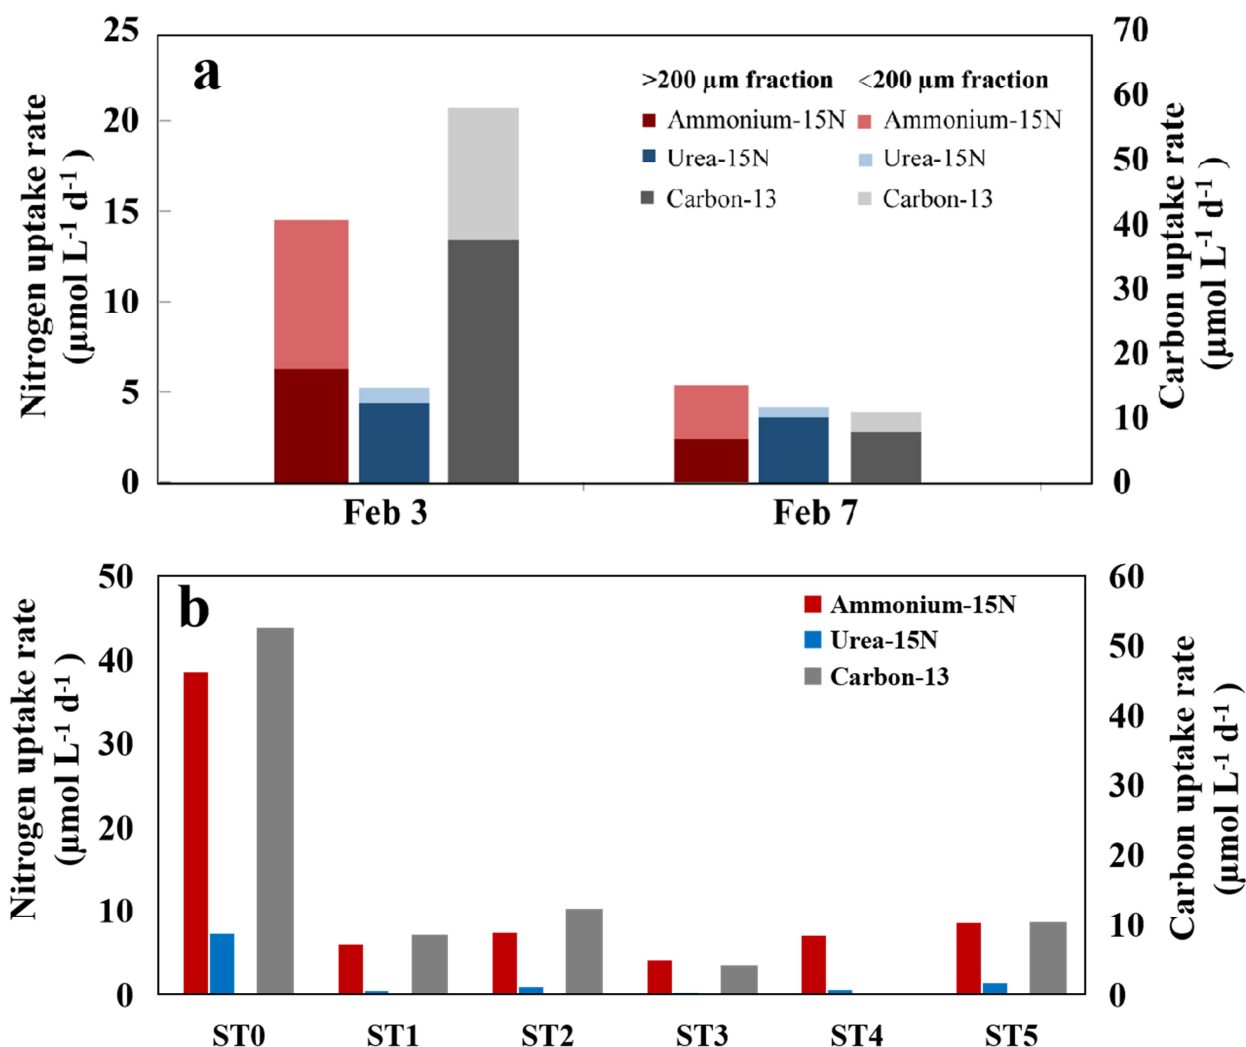 a
Nitrogen uptake rate
(µmol L-1 d-1 )
25
20
15
10
5
0
>200 µm fraction
Ammonium-15N
Urea-15N
Carbon-13
<200 µm fraction
Ammonium-15N
Urea-15N
Carbon-13
70
60
50
40
30
20
10
0
Carbon uptake rate
(µmol L-1 d-1 )
Feb 3
Feb 7
b
Nitrogen uptake rate
(µmol L-1 d-1 )
50
40
30
20
10
0
Ammonium-15N
Urea-15N
Carbon-13
60
50
40
30
20
10
0
Carbon uptake rate
(µmol L-1 d-1 )
ST0
ST1
ST2
ST3
ST4
ST5